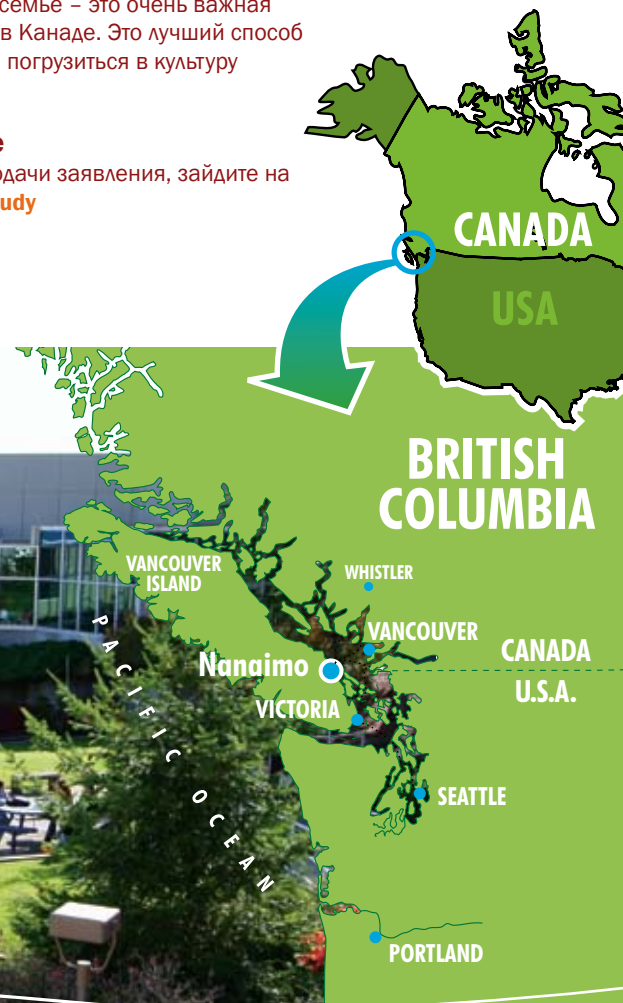 семье – это очень важная
в Канаде. Это лучший способ
погрузиться в культуру
е
одачи заявления, зайдите на
udy
CANADA
USA
BRITISH
COLUMBIA
VANCOUVER
ISLAND
WHISTLER
PACIFIC OCEAN
VANCOUVER
Nanaimo
CANADA
U.S.A.
VICTORIA
SEATTLE
PORTLAND